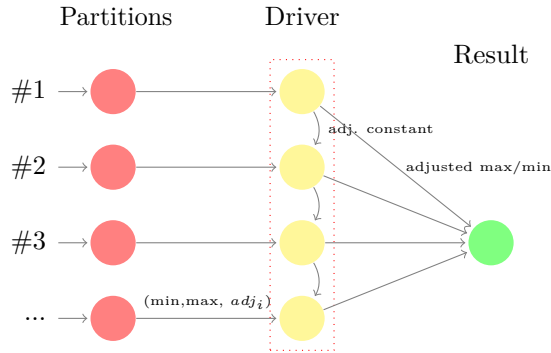 Partitions
Driver
Result
#1
adj. constant
#2
adjusted max/min
#3
...
(min,max, adj_i)